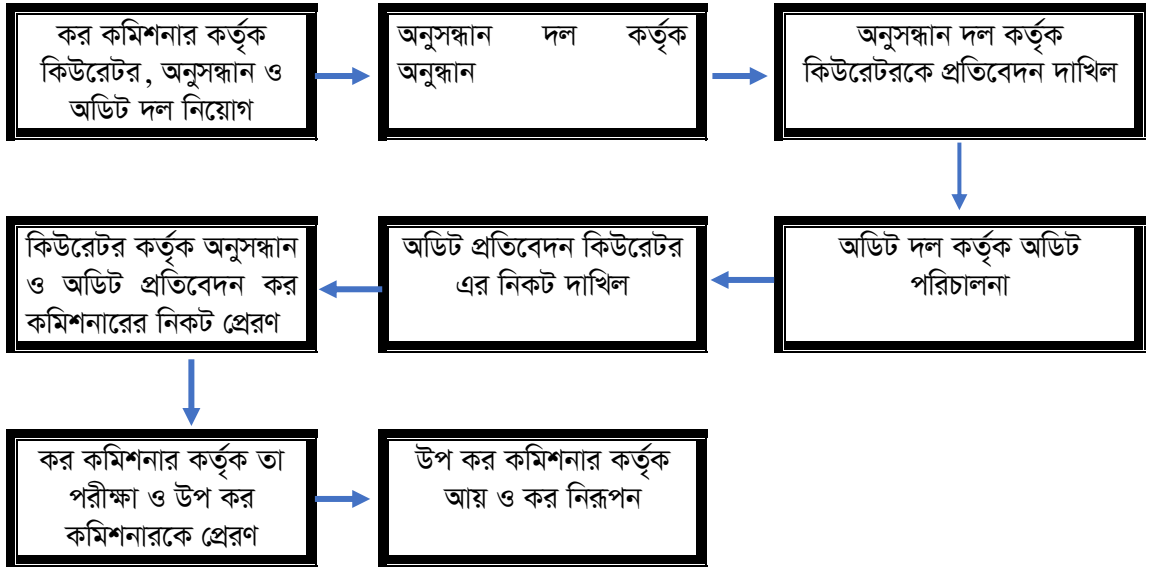 কর কমিশনার কর্তৃক
কিউরেটর, অনুসন্ধান ও
অডিট দল নিয়োগ
অনুসন্ধান দল কর্তৃক
অনুন্ধান
অনুসন্ধান দল কর্তৃক
কিউরেটরকে প্রতিবেদন দাখিল
অডিট দল কর্তৃক অডিট
পরিচালনা
অডিট প্রতিবেদন কিউরেটর
এর নিকট দাখিল
কিউরেটর কর্তৃক অনুসন্ধান
ও অডিট প্রতিবেদন কর
কমিশনারের নিকট প্রেরণ
কর কমিশনার কর্তৃক তা
পরীক্ষা ও উপ কর
কমিশনারকে প্রেরণ
উপ কর কমিশনার কর্তৃক
আয় ও কর নিরূপন